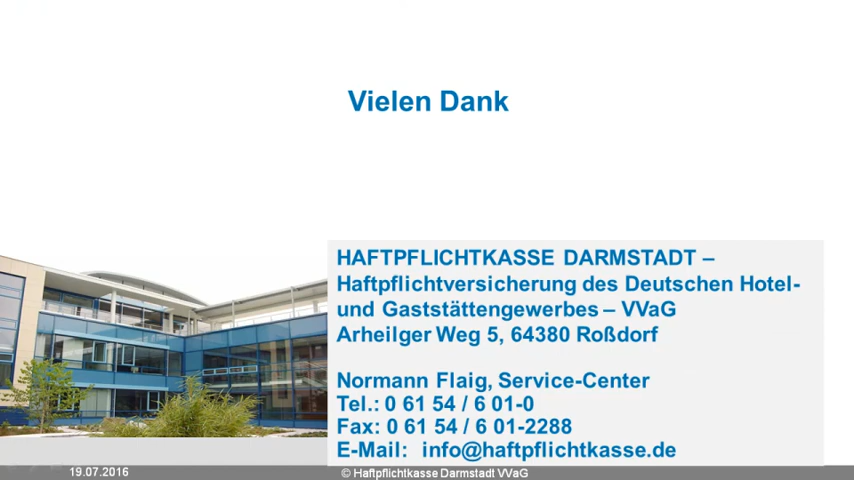 Vielen Dank
HAFTPFLICHTKASSE DARMSTADT –
Haftpflichtversicherung des Deutschen Hotel-
und Gaststättengewerbes – VVaG
Arheilger Weg 5, 64380 Roßdorf
Normann Flaig, Service-Center
Tel.: 0 61 54 / 6 01-0
Fax: 0 61 54 / 6 01-2288
E-Mail: info@haftpflichtkasse.de
19.07.2016
© Haftpflichtkasse Darmstadt VVaG